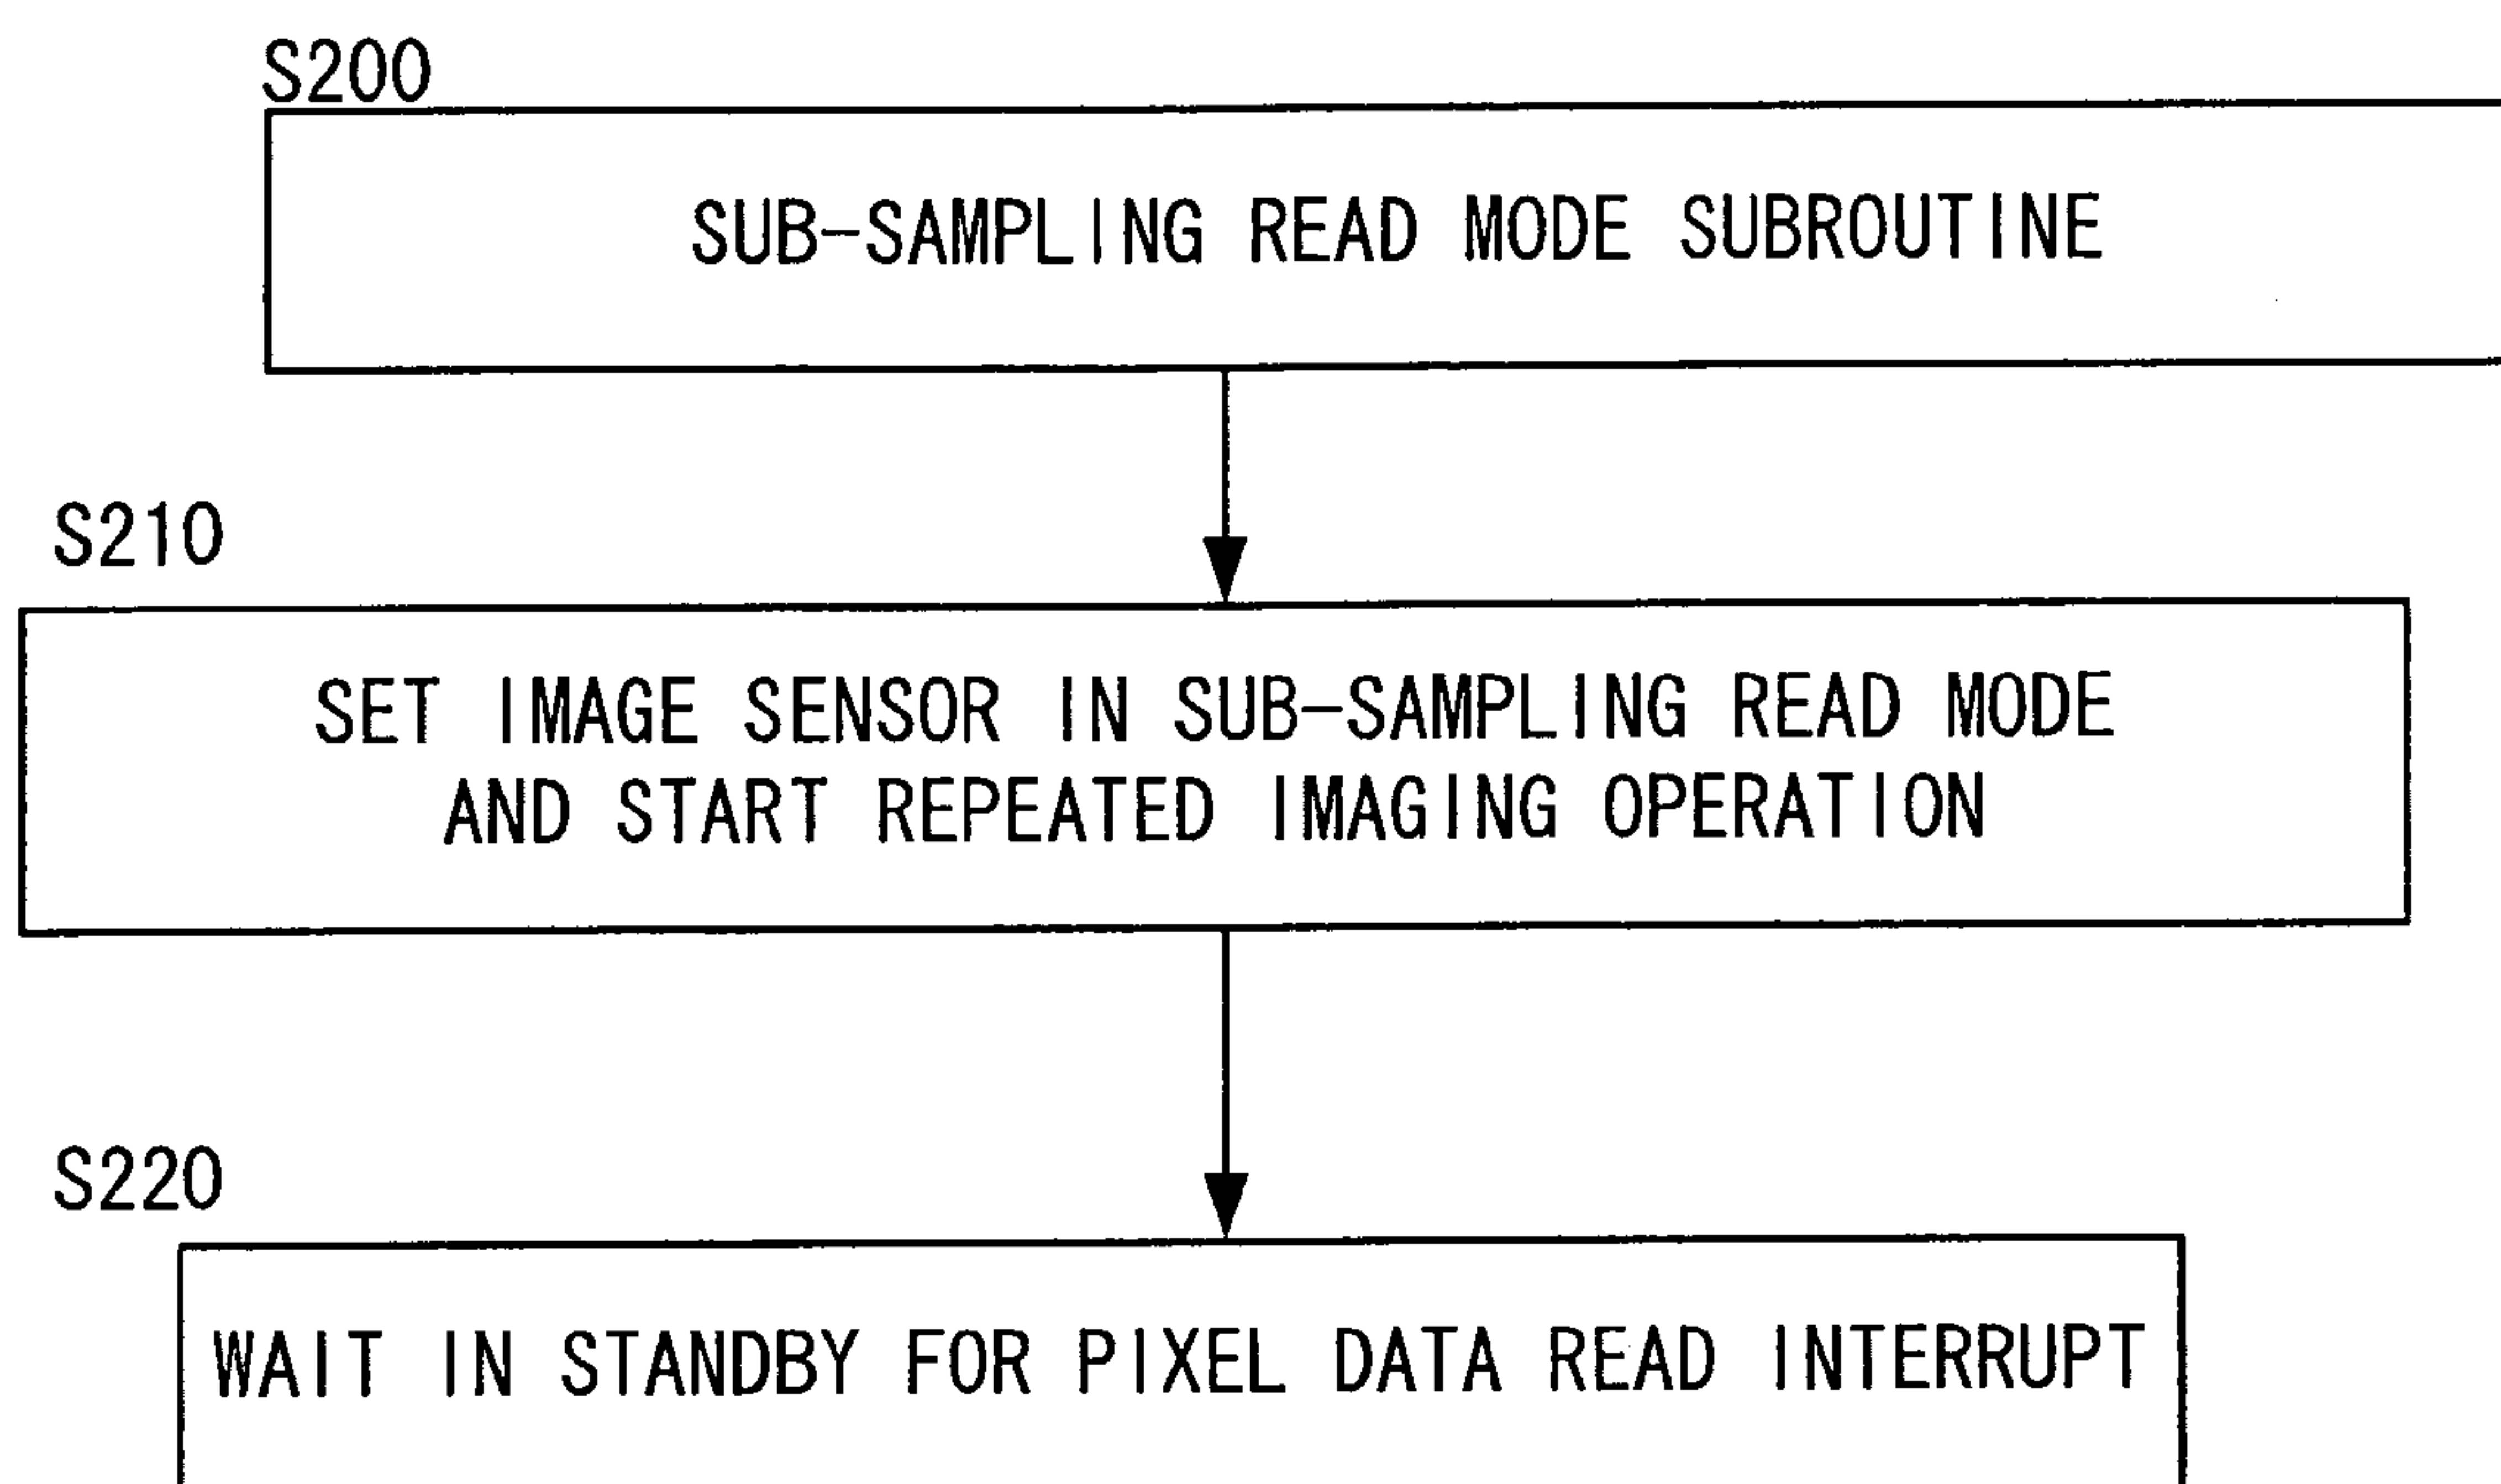 S200
SUB-SAMPLING READ MODE SUBROUTINE
S210
SET IMAGE SENSOR IN SUB-SAMPLING READ MODE
AND START REPEATED IMAGING OPERATION
S220
WAIT IN STANDBY FOR PIXEL DATA READ INTERRUPT